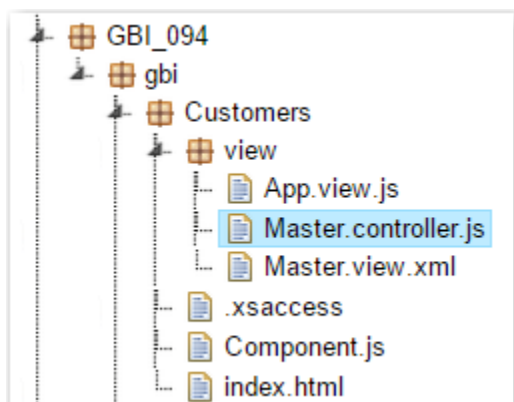 GBI_094
gbi
Customers
view
App.view.js
Master.controller.js
Master.view.xml
.xsaccess
Component.js
index.html